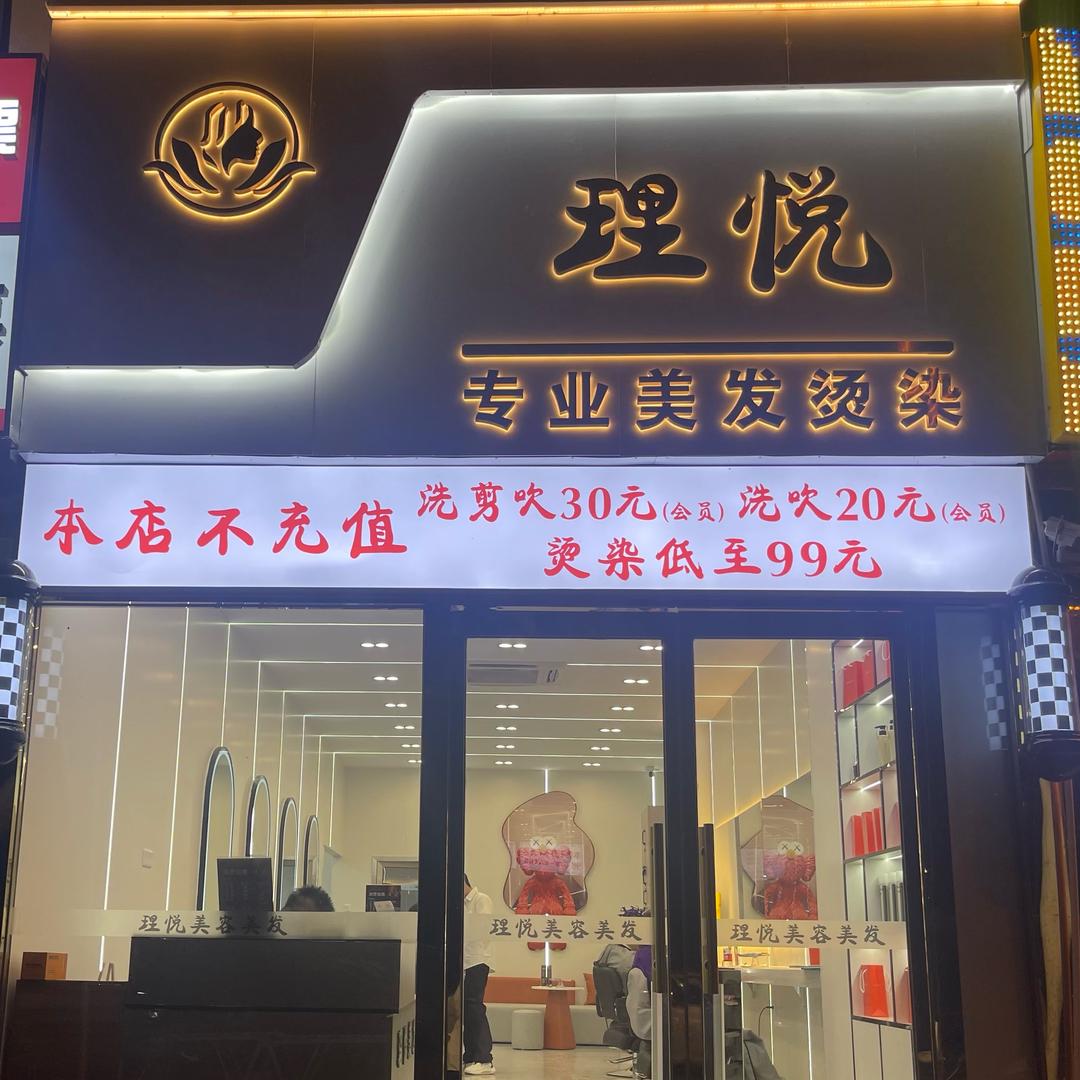 理悦
专业美发烫染
本店不充值
洗剪吹30元(会员) 洗吹20元(会员)
烫染低至99元
理悦美容美发
理悦美容美发
理悦美容美发